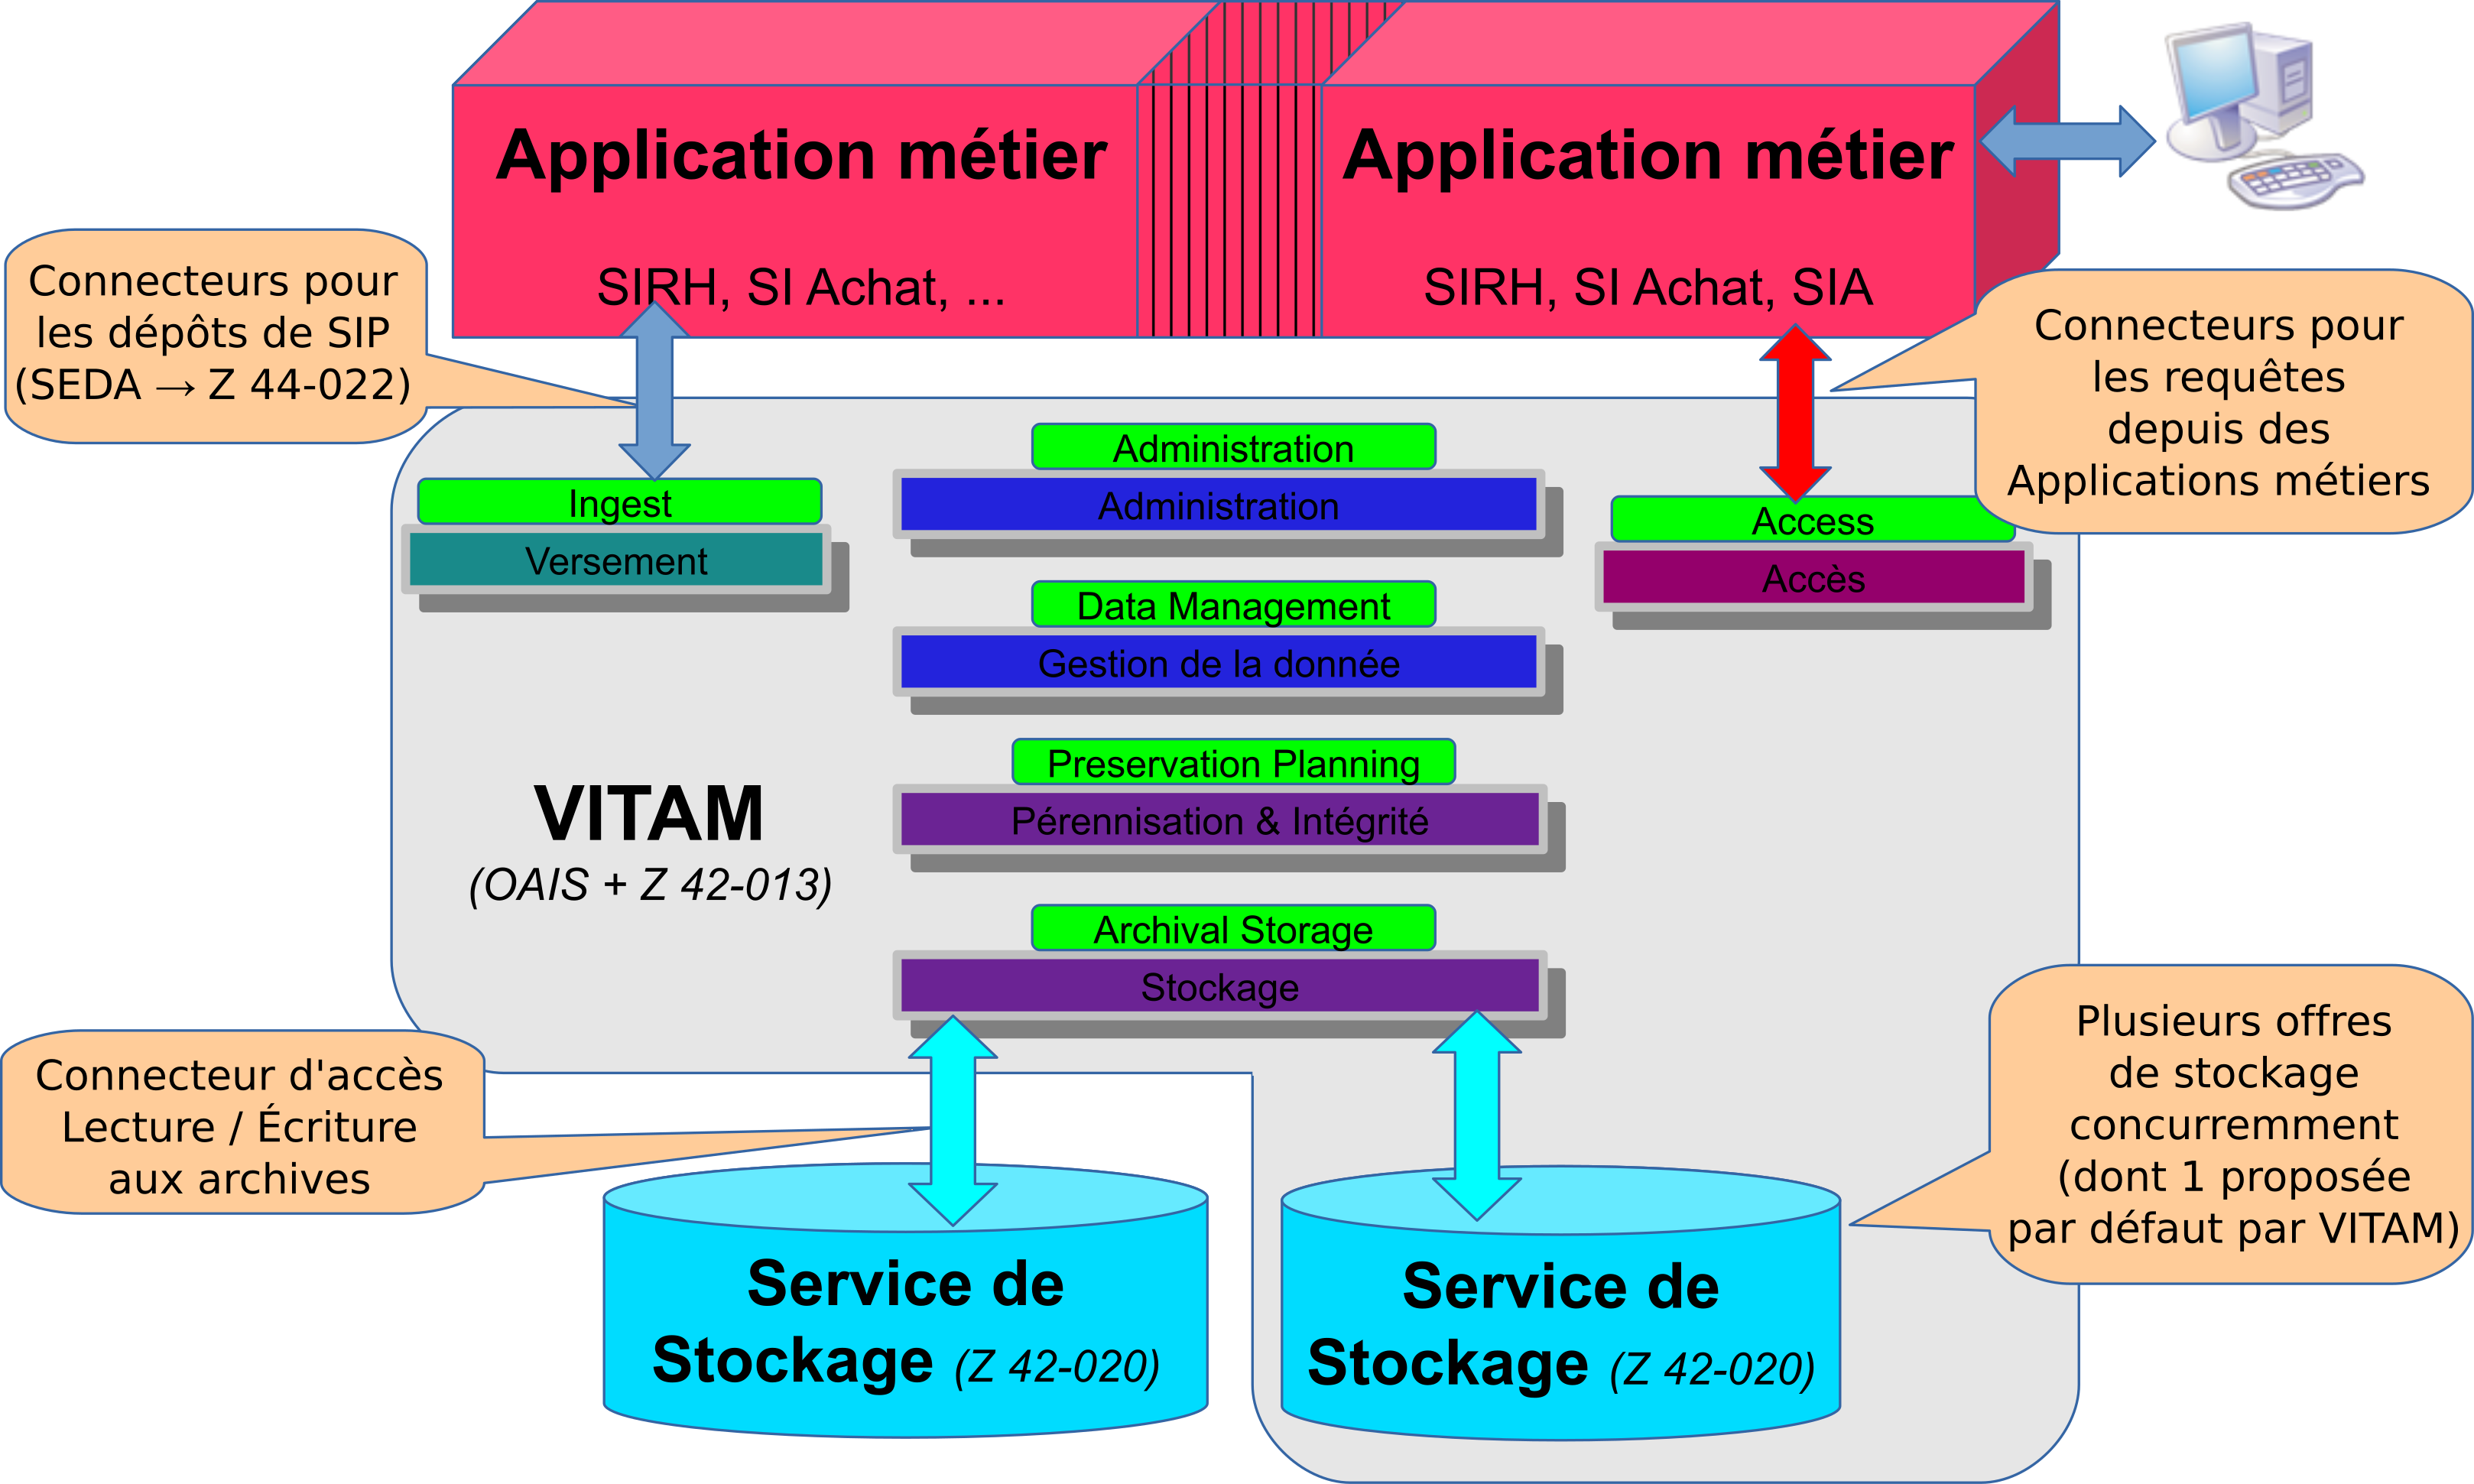 Application métier
SIRH, SI Achat, ...
Application métier
SIRH, SI Achat, SIA
Connecteurs pour
les dépôts de SIP
(SEDA → Z 44-022)
Connecteurs pour
les requêtes
depuis des
Applications métiers
Ingest
Versement
Administration
Administration
Access
Accès
Data Management
Gestion de la donnée
Preservation Planning
Pérennisation & Intégrité
VITAM
(OAIS + Z 42-013)
Archival Storage
Stockage
Connecteur d'accès
Lecture / Écriture
aux archives
Plusieurs offres
de stockage
concurremment
(dont 1 proposée
par défaut par VITAM)
Service de
Stockage (Z 42-020)
Service de
Stockage (Z 42-020)